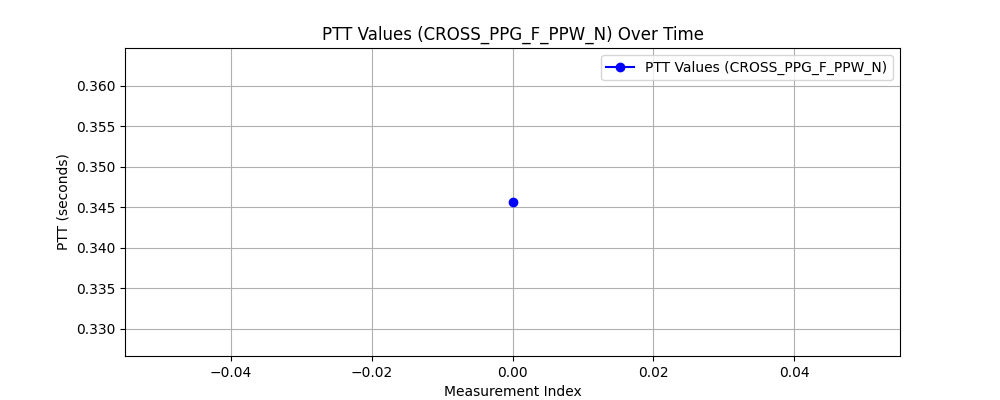 PTT Values (CROSS_PPG_F_PPW_N) Over Time
PTT Values (CROSS_PPG_F_PPW_N)
PTT (seconds)
0.360
0.355
0.350
0.345
0.340
0.335
0.330
−0.04 −0.02 0.00 0.02 0.04
Measurement Index